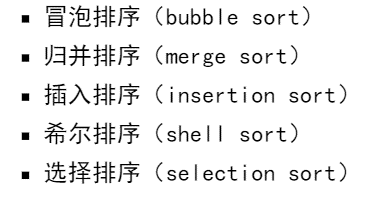 ▪ 冒泡排序（bubble sort）
▪ 归并排序（merge sort）
▪ 插入排序（insertion sort）
▪ 希尔排序（shell sort）
▪ 选择排序（selection sort）